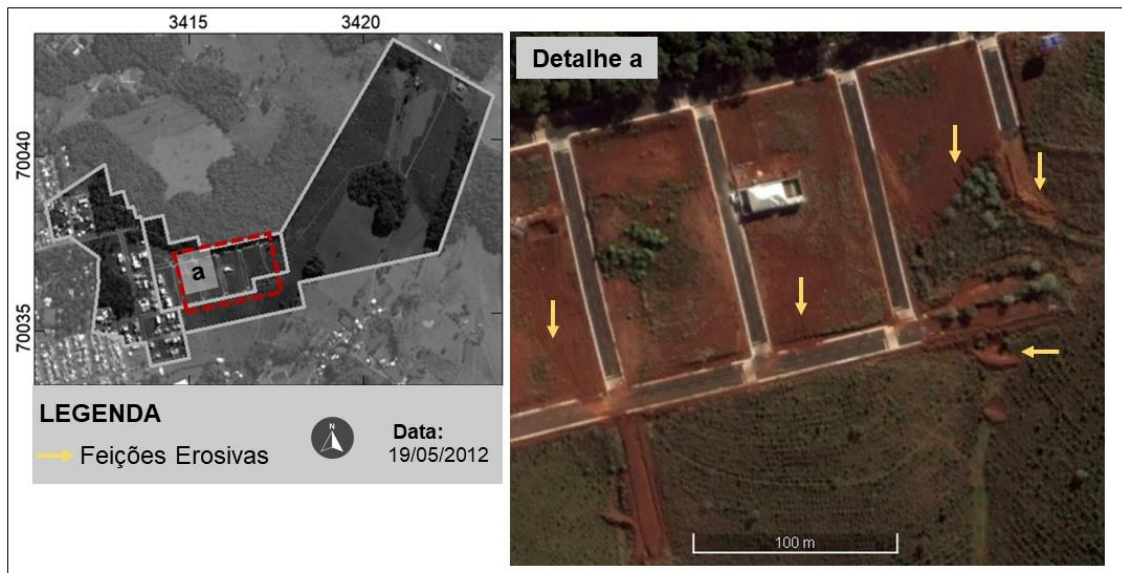 3415
3420
70040
70035
a
Detalhe a
100 m
LEGENDA
Feições Erosivas
Data:
19/05/2012